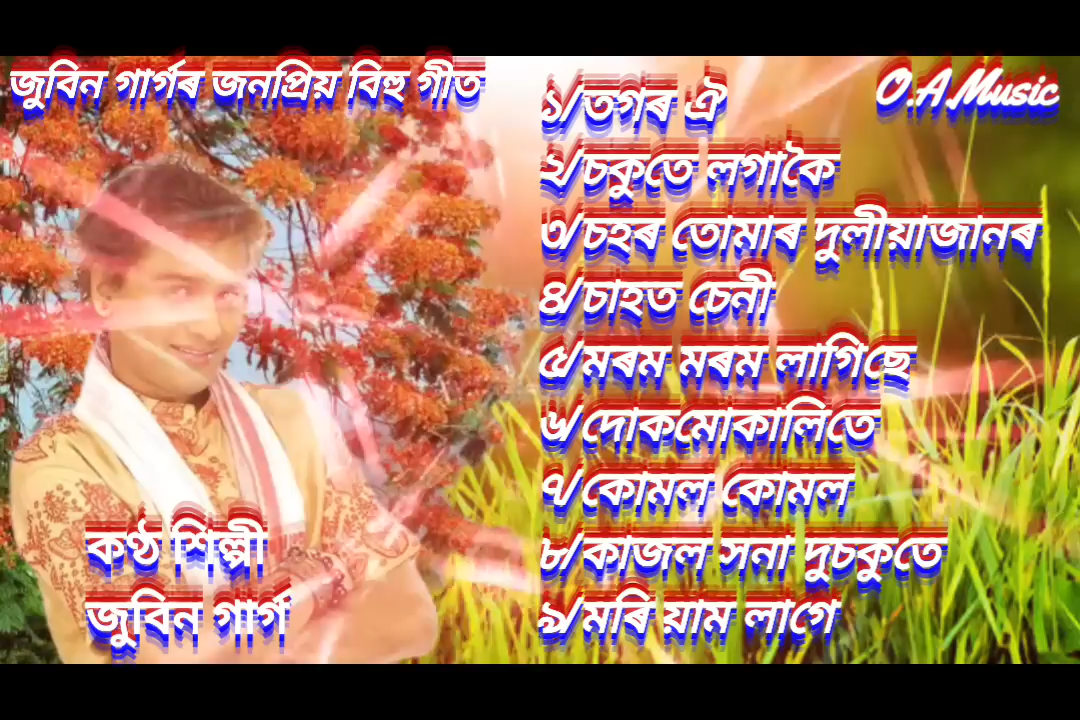 জুবিন গাৰ্গৰ জনপ্ৰিয় বিহু গীত
O.A.Music
১/তগৰ ঐ
২/চকুতে লগাকৈ
৩/চহৰ তোমাৰ দুলীয়াজানৰ
৪/চাহত চেনী
৫/মৰম মৰম লাগিছে
৬/দোকমোকালিতে
৭/কোমল কোমল
৮/কাজল সনা দুচকুতে
৯/মৰি য়াম লাগে
কণ্ঠ শিল্পী
জুবিন গাৰ্গ